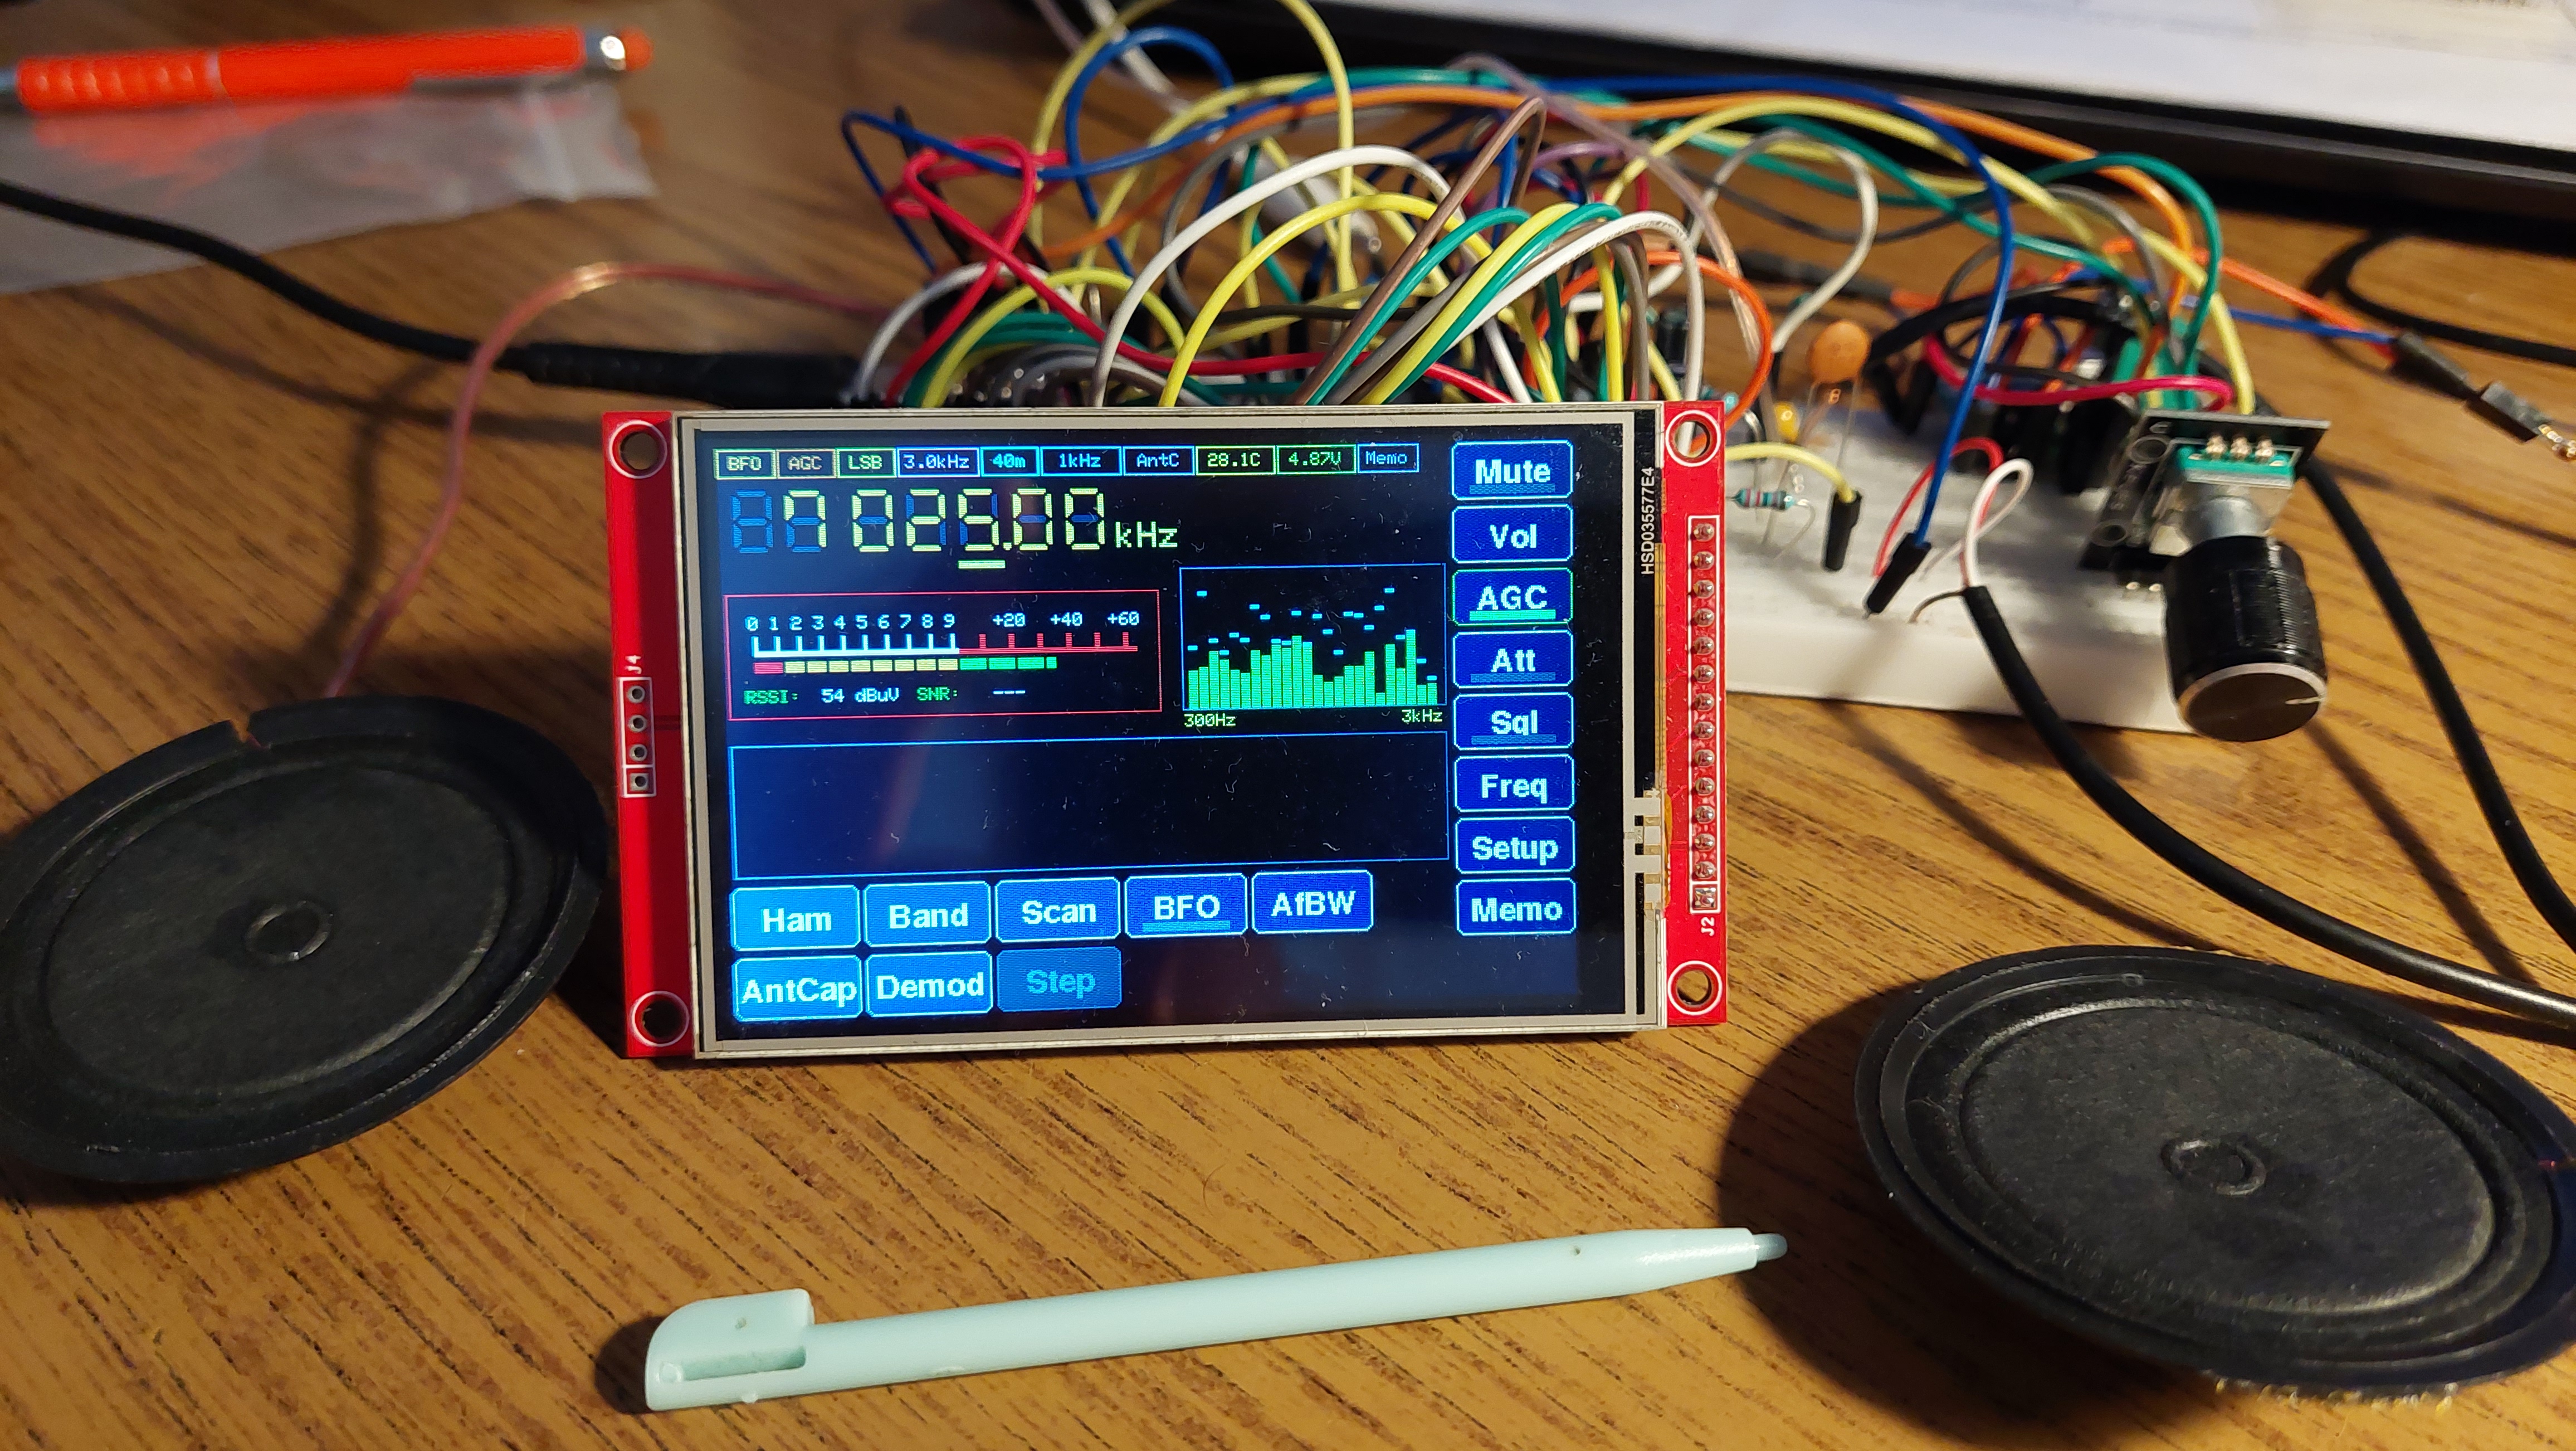 BFO AGC LSB 3.0kHz 40m 1kHz AntC 28.1C 4.87V Memo
7 025.00 kHz
0 1 2 3 4 5 6 7 8 9 +20 +40 +60
RSSI: 54 dBuV SNR: ---
300Hz 3kHz
Mute
Vol
AGC
Att
Sql
Freq
Setup
Memo
Ham Band Scan BFO AfBW
AntCap Demod Step
J4
HSD035577E4
J2